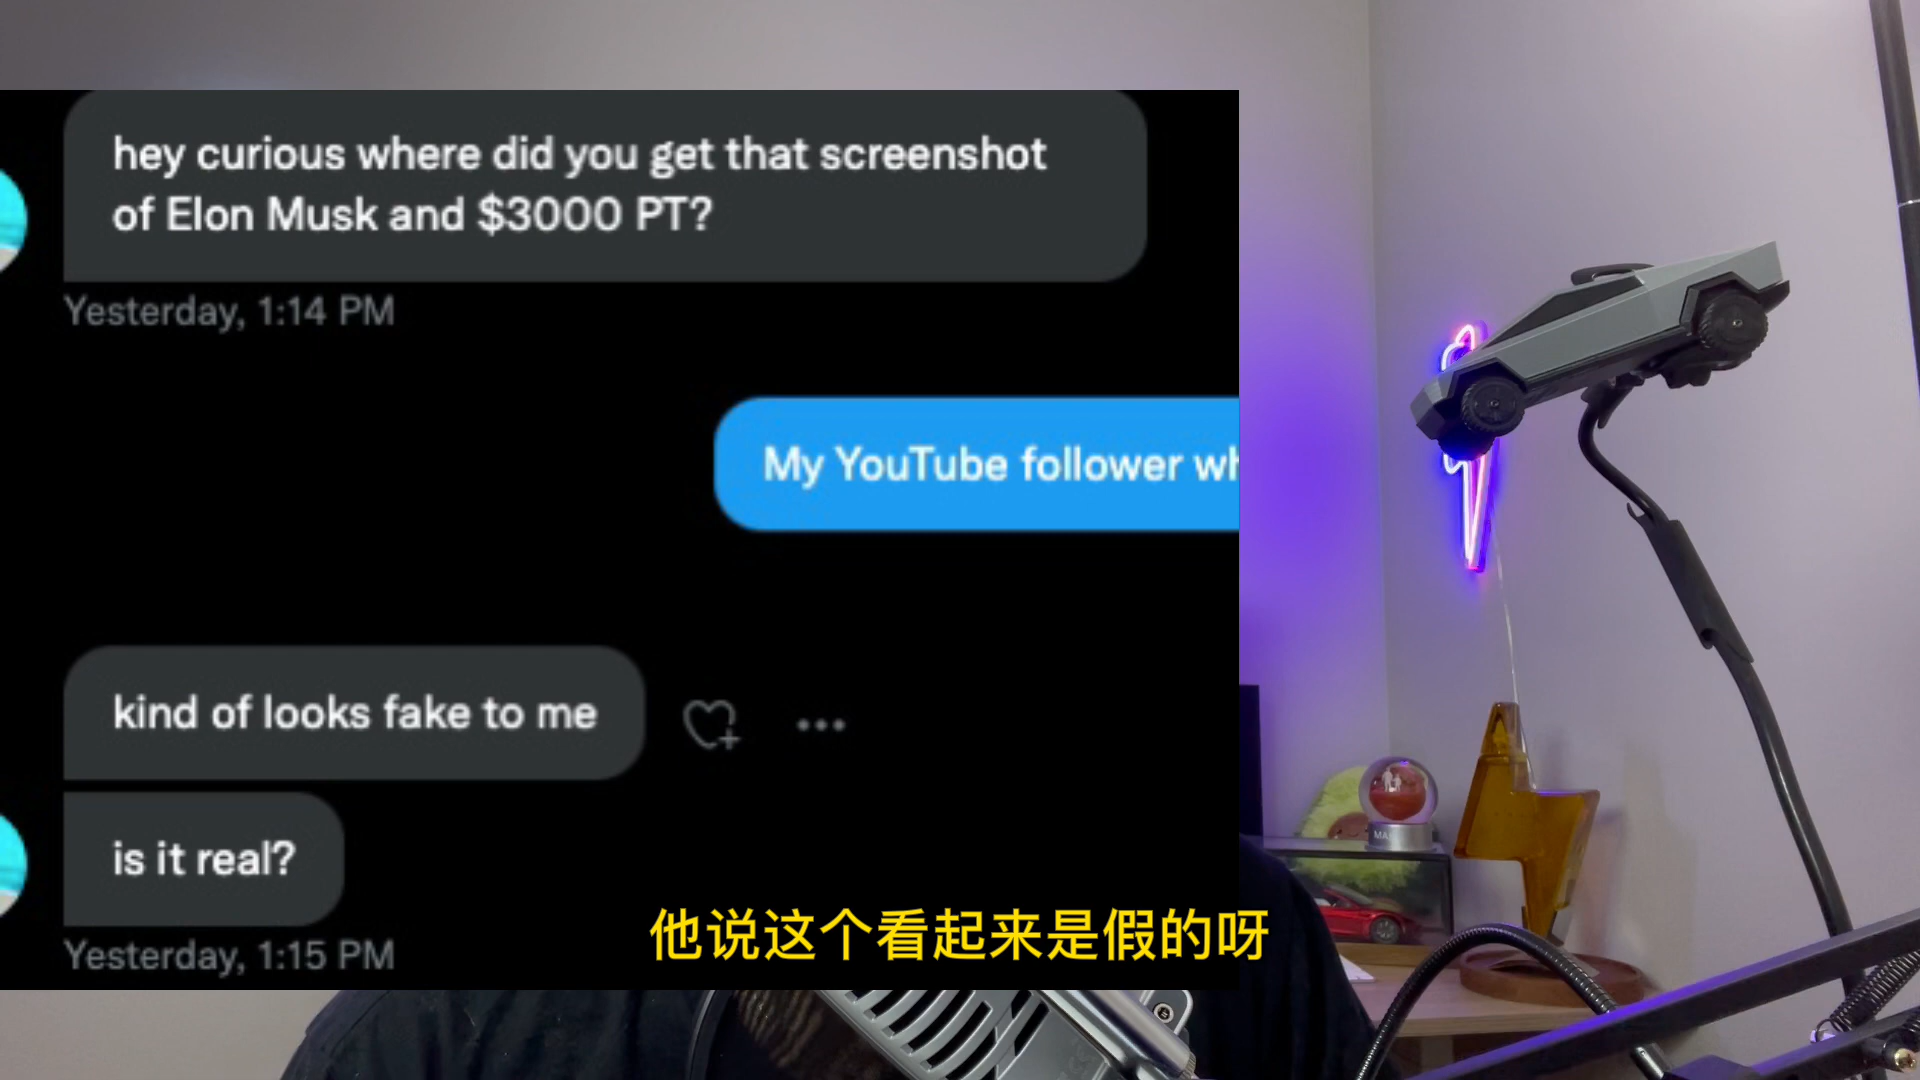 hey curious where did you get that screenshot
of Elon Musk and $3000 PT?
Yesterday, 1:14 PM
My YouTube follower
kind of looks fake to me
is it real?
Yesterday, 1:15 PM
他说这个看起来是假的呀